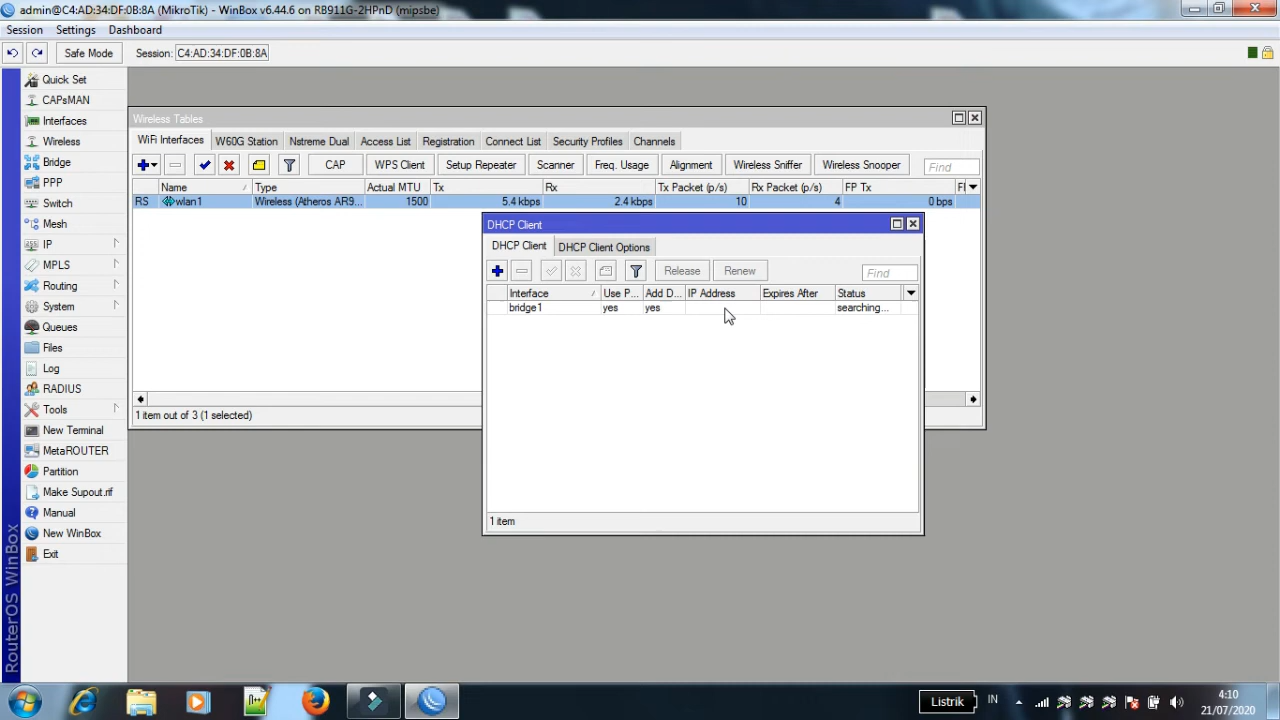 admin@C4:AD:34:DF:0B:8A (MikroTik) - WinBox v6.44.6 on RB911G-2HPnD (mipsbe)
Session Settings Dashboard
Safe Mode Session: C4:AD:34:DF:0B:8A
Quick Set
CAPsMAN
Interfaces
Wireless
Bridge
PPP
Switch
Mesh
IP
MPLS
Routing
System
Queues
Files
Log
RADIUS
Tools
New Terminal
MetaROUTER
Partition
Make Supout.rif
Manual
New WinBox
Exit
RouterOS WinBox
Wireless Tables
WiFi Interfaces W60G Station Nstreme Dual Access List Registration Connect List Security Profiles Channels
CAP WPS Client Setup Repeater Scanner Freq. Usage Alignment Wireless Sniffer Wireless Snooper Find
Name Type Actual MTU Tx Rx Tx Packet (p/s) Rx Packet (p/s) FP Tx
RS wlan1 Wireless (Atheros AR9... 1500 5.4 kbps 2.4 kbps 10 4 0 bps
1 item out of 3 (1 selected)
DHCP Client
DHCP Client DHCP Client Options
Release Renew Find
Interface Use P... Add D... IP Address Expires After Status
bridge1 yes yes searching...
1 item
Listrik IN 4:10
21/07/2020